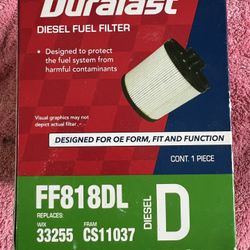 Duralast
DIESEL FUEL FILTER
• Designed to protect
the fuel system from
harmful contaminants
Visual graphics may not
depict actual filter.
DESIGNED FOR OE FORM, FIT AND FUNCTION
CONT. 1 PIECE
FF818DL
REPLACES:
WIX FRAM
33255 CS11037
DIESEL
D